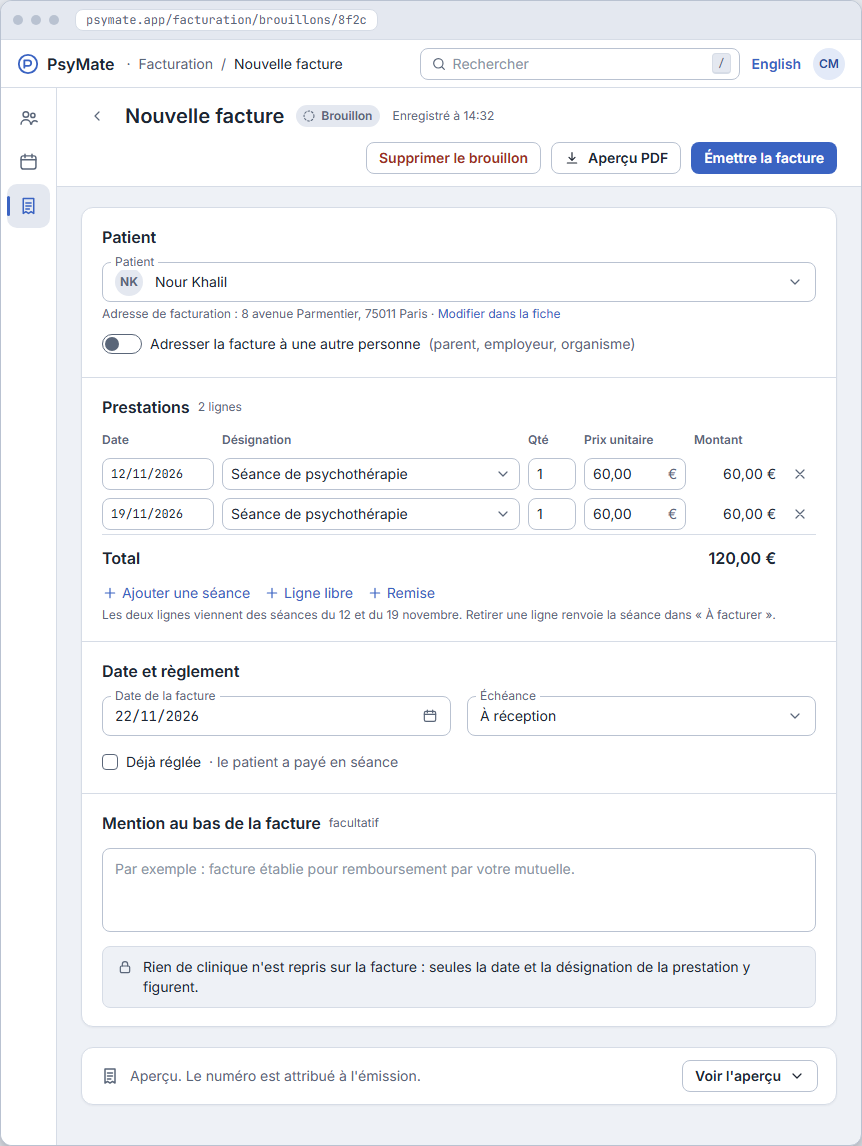 psymate.app/facturation/brouillons/8f2c
PsyMate · Facturation / Nouvelle facture
Rechercher /
English
CM
Nouvelle facture
Brouillon
Enregistré à 14:32
Supprimer le brouillon
Aperçu PDF
Émettre la facture
Patient
Patient
NK Nour Khalil
Adresse de facturation : 8 avenue Parmentier, 75011 Paris · Modifier dans la fiche
Adresser la facture à une autre personne (parent, employeur, organisme)
Prestations 2 lignes
Date Désignation Qté Prix unitaire Montant
12/11/2026 Séance de psychothérapie 1 60,00 € 60,00 €
19/11/2026 Séance de psychothérapie 1 60,00 € 60,00 €
Total 120,00 €
+ Ajouter une séance + Ligne libre + Remise
Les deux lignes viennent des séances du 12 et du 19 novembre. Retirer une ligne renvoie la séance dans « À facturer ».
Date et règlement
Date de la facture Échéance
22/11/2026 À réception
Déjà réglée · le patient a payé en séance
Mention au bas de la facture facultatif
Par exemple : facture établie pour remboursement par votre mutuelle.
Rien de clinique n'est repris sur la facture : seules la date et la désignation de la prestation y
figurent.
Aperçu. Le numéro est attribué à l'émission.
Voir l'aperçu